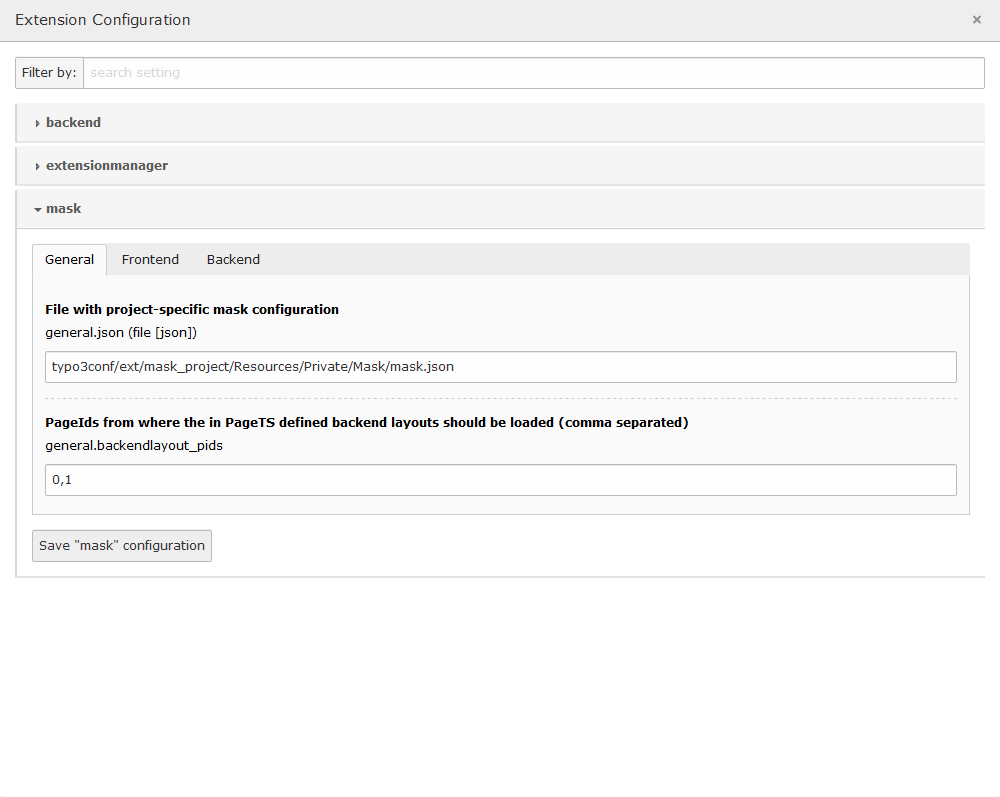 Extension Configuration ×
Filter by: search setting
backend
extensionmanager
mask
General Frontend Backend
File with project-specific mask configuration
general.json (file [json])
typo3conf/ext/mask_project/Resources/Private/Mask/mask.json
PageIds from where the in PageTS defined backend layouts should be loaded (comma separated)
general.backendlayout_pids
0,1
Save "mask" configuration